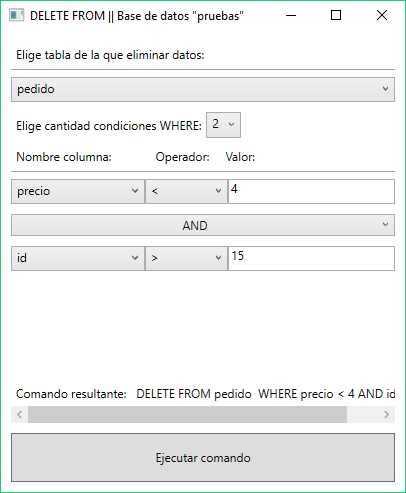 DELETE FROM || Base de datos "pruebas"
Elige tabla de la que eliminar datos:
pedido
Elige cantidad condiciones WHERE: 2
Nombre columna: Operador: Valor:
precio < 4
AND
id > 15
Comando resultante: DELETE FROM pedido WHERE precio < 4 AND id
Ejecutar comando